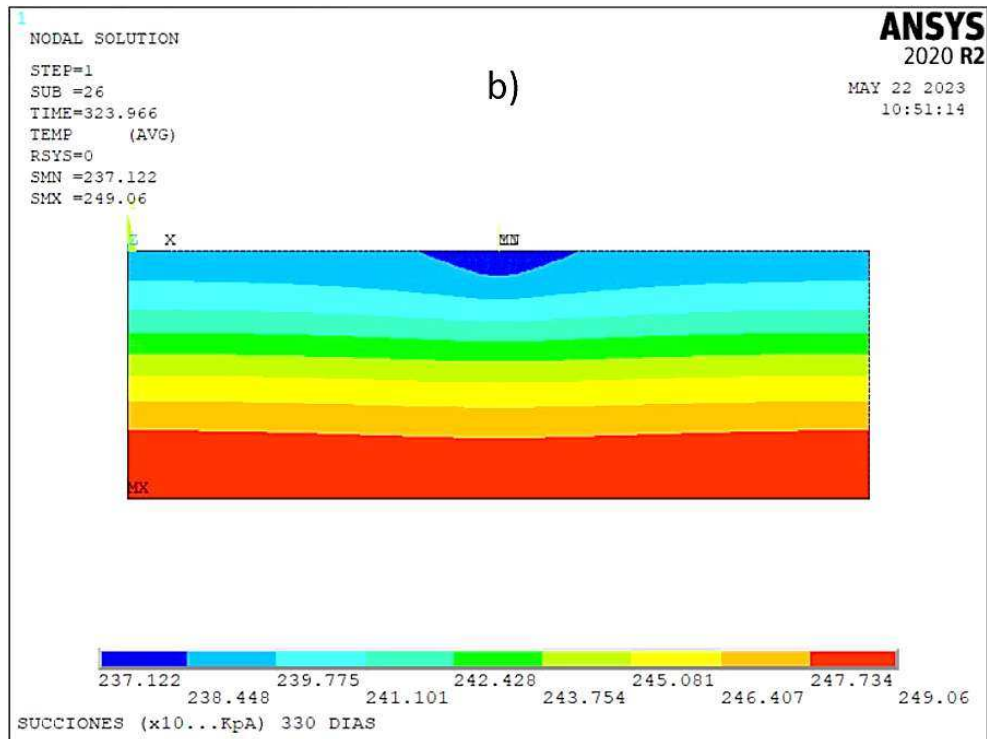 1
NODAL SOLUTION
STEP=1
SUB =26
TIME=323.966
TEMP (AVG)
RSYS=0
SMN =237.122
SMX =249.06
b)
ANSYS
2020 R2
MAY 22 2023
10:51:14
X
MN
MX
237.122
238.448
239.775
241.101
242.428
243.754
245.081
246.407
247.734
249.06
SUCCIONES (x10...KpA) 330 DIAS